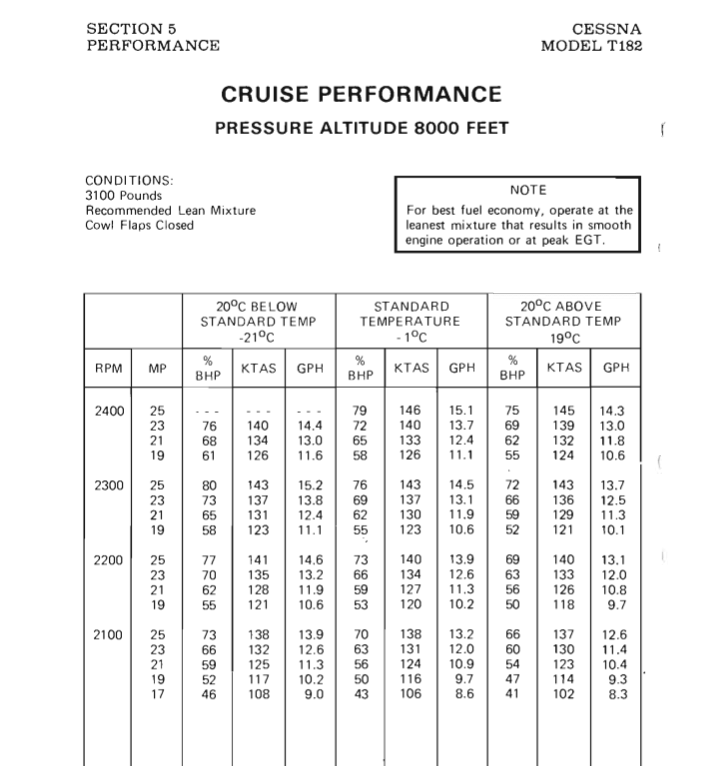 SECTION 5
PERFORMANCE
CESSNA
MODEL T182
CRUISE PERFORMANCE
PRESSURE ALTITUDE 8000 FEET
CONDITIONS:
3100 Pounds
Recommended Lean Mixture
Cowl Flaps Closed
NOTE
For best fuel economy, operate at the
leanest mixture that results in smooth
engine operation or at peak EGT.
20°C BELOW STANDARD TEMP -21°C
STANDARD TEMPERATURE - 1°C
20°C ABOVE STANDARD TEMP 19°C
RPM MP % BHP KTAS GPH % BHP KTAS GPH % BHP KTAS GPH
2400 25 - - - - - - - - - 79 146 15.1 75 145 14.3
23 76 140 14.4 72 140 13.7 69 139 13.0
21 68 134 13.0 65 133 12.4 62 132 11.8
19 61 126 11.6 58 126 11.1 55 124 10.6
2300 25 80 143 15.2 76 143 14.5 72 143 13.7
23 73 137 13.8 69 137 13.1 66 136 12.5
21 65 131 12.4 62 130 11.9 59 129 11.3
19 58 123 11.1 55 123 10.6 52 121 10.1
2200 25 77 141 14.6 73 140 13.9 69 140 13.1
23 70 135 13.2 66 134 12.6 63 133 12.0
21 62 128 11.9 59 127 11.3 56 126 10.8
19 55 121 10.6 53 120 10.2 50 118 9.7
2100 25 73 138 13.9 70 138 13.2 66 137 12.6
23 66 132 12.6 63 131 12.0 60 130 11.4
21 59 125 11.3 56 124 10.9 54 123 10.4
19 52 117 10.2 50 116 9.7 47 114 9.3
17 46 108 9.0 43 106 8.6 41 102 8.3